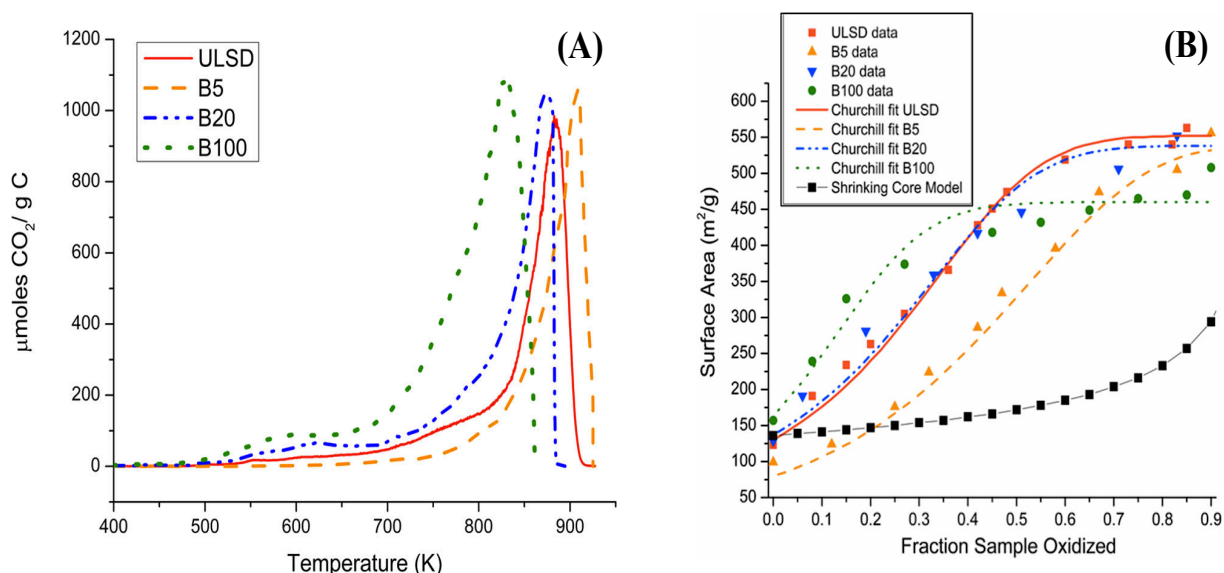 (A)
1200
1000
800
600
400
200
0
μmoles CO₂/ g C
ULSD
B5
B20
B100
400 500 600 700 800 900
Temperature (K)
(B)
ULSD data
B5 data
B20 data
B100 data
Churchill fit ULSD
Churchill fit B5
Churchill fit B20
Churchill fit B100
Shrinking Core Model
600
550
500
450
400
350
300
250
200
150
100
50
Surface Area (m²/g)
0.0 0.1 0.2 0.3 0.4 0.5 0.6 0.7 0.8 0.9
Fraction Sample Oxidized